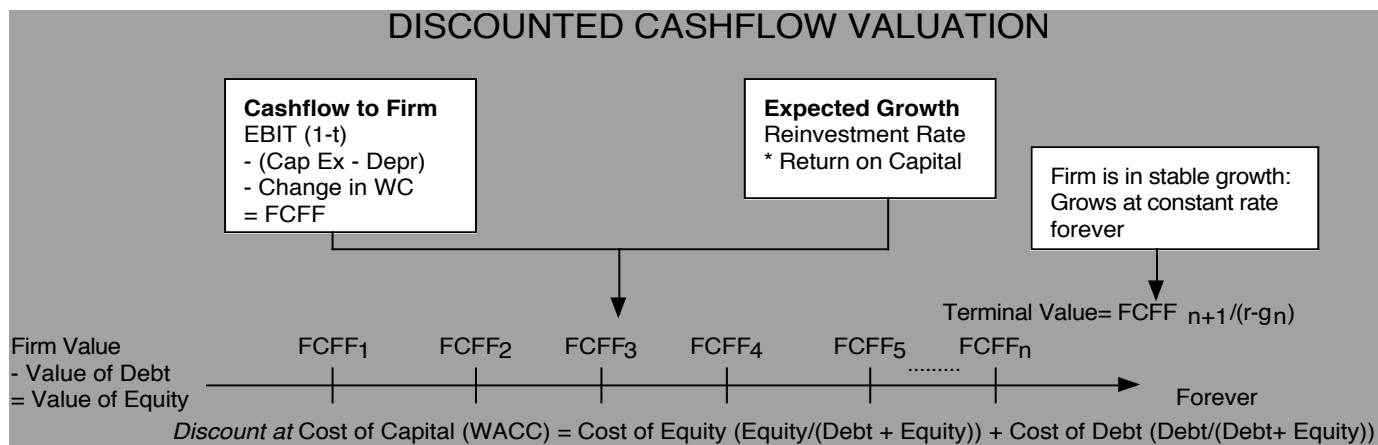 DISCOUNTED CASHFLOW VALUATION
Cashflow to Firm
EBIT (1-t)
- (Cap Ex - Depr)
- Change in WC
= FCFF
Expected Growth
Reinvestment Rate
* Return on Capital
Firm is in stable growth:
Grows at constant rate
forever
Terminal Value= FCFF n+1/(r-gn)
FCFF1 FCFF2 FCFF3 FCFF4 FCFF5 ......... FCFFn
Firm Value
- Value of Debt
= Value of Equity
Forever
Discount at Cost of Capital (WACC) = Cost of Equity (Equity/(Debt + Equity)) + Cost of Debt (Debt/(Debt+ Equity))